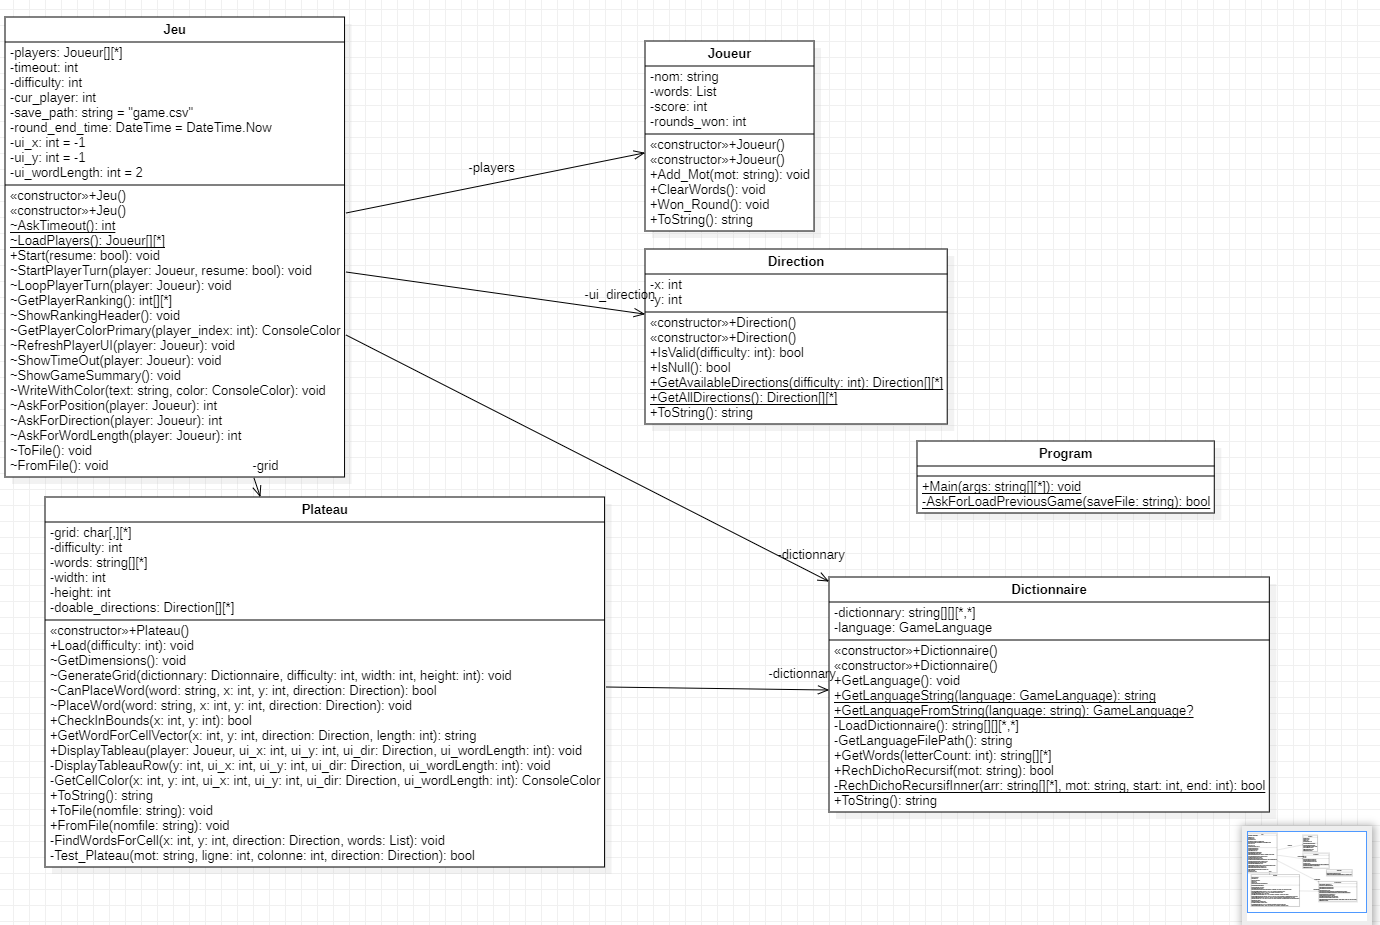 Jeu
-players: Joueur[][*]
-timeout: int
-difficulty: int
-cur_player: int
-save_path: string = "game.csv"
-round_end_time: DateTime = DateTime.Now
-ui_x: int = -1
-ui_y: int = -1
-ui_wordLength: int = 2
«constructor»+Jeu()
«constructor»+Jeu()
~AskTimeout(): int
~LoadPlayers(): Joueur[][*]
+Start(resume: bool): void
~StartPlayerTurn(player: Joueur, resume: bool): void
~LoopPlayerTurn(player: Joueur): void
~GetPlayerRanking(): int[][*]
~ShowRankingHeader(): void
~GetPlayerColorPrimary(player_index: int): ConsoleColor
~RefreshPlayerUI(player: Joueur): void
~ShowTimeOut(player: Joueur): void
~ShowGameSummary(): void
~WriteWithColor(text: string, color: ConsoleColor): void
~AskForPosition(player: Joueur): int
~AskForDirection(player: Joueur): int
~AskForWordLength(player: Joueur): int
~ToFile(): void
~FromFile(): void
-grid
-players
Joueur
-nom: string
-words: List
-score: int
-rounds_won: int
«constructor»+Joueur()
«constructor»+Joueur()
+Add_Mot(mot: string): void
+ClearWords(): void
+Won_Round(): void
+ToString(): string
-ui_direction
Direction
-x: int
-y: int
«constructor»+Direction()
«constructor»+Direction()
+IsValid(difficulty: int): bool
+IsNull(): bool
+GetAvailableDirections(difficulty: int): Direction[][*]
+GetAllDirections(): Direction[][*]
+ToString(): string
Program
+Main(args: string[][*]): void
-AskForLoadPreviousGame(saveFile: string): bool
Plateau
-grid: char[,][*]
-difficulty: int
-words: string[][*]
-width: int
-height: int
-doable_directions: Direction[][*]
«constructor»+Plateau()
+Load(difficulty: int): void
~GetDimensions(): void
~GenerateGrid(dictionnary: Dictionnaire, difficulty: int, width: int, height: int): void
~CanPlaceWord(word: string, x: int, y: int, direction: Direction): bool
~PlaceWord(word: string, x: int, y: int, direction: Direction): void
+CheckInBounds(x: int, y: int): bool
+GetWordForCellVector(x: int, y: int, direction: Direction, length: int): string
+DisplayTableau(player: Joueur, ui_x: int, ui_y: int, ui_dir: Direction, ui_wordLength: int): void
-DisplayTableauRow(y: int, ui_x: int, ui_y: int, ui_dir: Direction, ui_wordLength: int): void
-GetCellColor(x: int, y: int, ui_x: int, ui_y: int, ui_dir: Direction, ui_wordLength: int): ConsoleColor
+ToString(): string
+ToFile(nomfile: string): void
+FromFile(nomfile: string): void
-FindWordsForCell(x: int, y: int, direction: Direction, words: List): void
-Test_Plateau(mot: string, ligne: int, colonne: int, direction: Direction): bool
-dictionnary
-dictionnary
Dictionnaire
-dictionnary: string[][][*,*]
-language: GameLanguage
«constructor»+Dictionnaire()
«constructor»+Dictionnaire()
+GetLanguage(): void
+GetLanguageString(language: GameLanguage): string
+GetLanguageFromString(language: string): GameLanguage?
-LoadDictionnaire(): string[][][*,*]
-GetLanguageFilePath(): string
+GetWords(letterCount: int): string[][*]
+RechDichoRecursif(mot: string): bool
-RechDichoRecursifInner(arr: string[][*], mot: string, start: int, end: int): bool
+ToString(): string